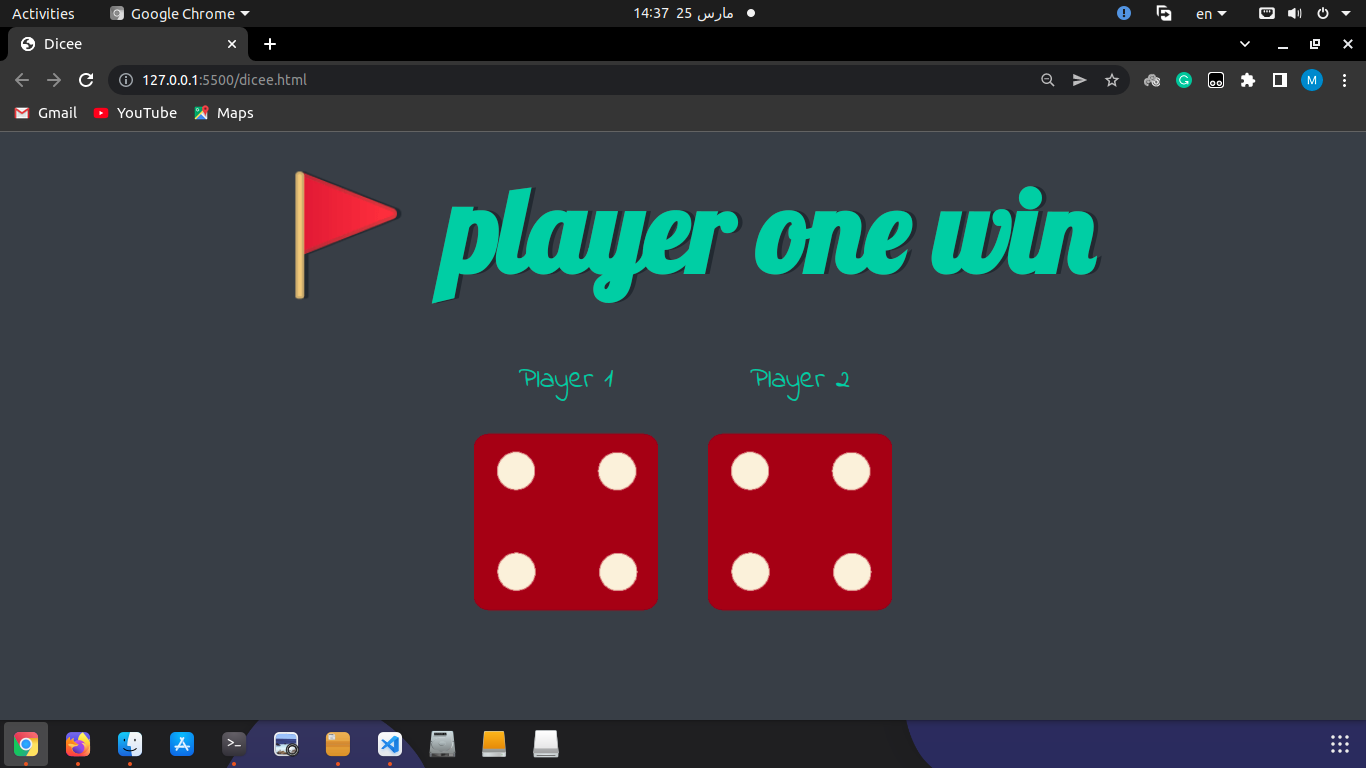 Activities Google Chrome 14:37 25 مارس en
Dicee
127.0.0.1:5500/dicee.html M
Gmail YouTube Maps
player one win
Player 1 Player 2